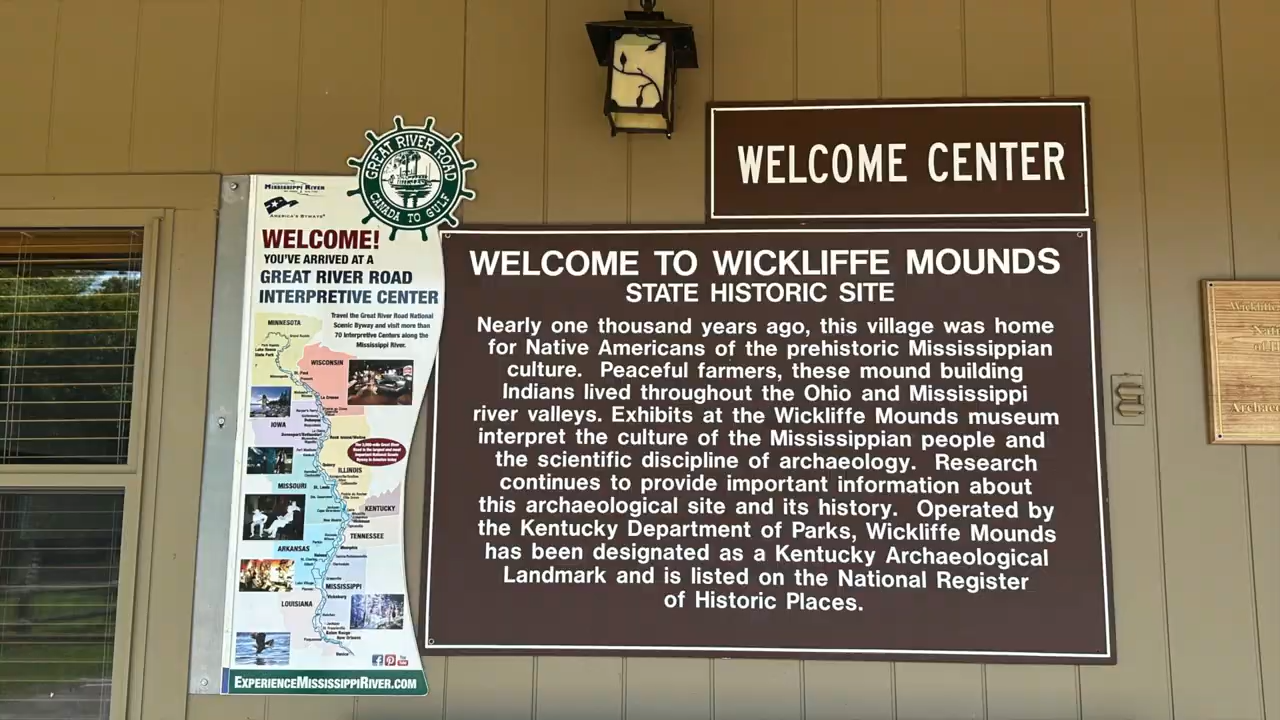 WELCOME CENTER
GREAT RIVER ROAD
CANADA TO GULF
MISSISSIPPI RIVER
AMERICA'S BYWAYS®
WELCOME!
YOU'VE ARRIVED AT A
GREAT RIVER ROAD
INTERPRETIVE CENTER
Travel the Great River Road National
Scenic Byway and visit more than
70 Interpretive Centers along the
Mississippi River.
MINNESOTA
WISCONSIN
IOWA
ILLINOIS
MISSOURI
KENTUCKY
TENNESSEE
ARKANSAS
Memphis
MISSISSIPPI
Vicksburg
LOUISIANA
Baton Rouge
New Orleans
Venice
EXPERIENCEMISSISSIPPIRIVER.COM
WELCOME TO WICKLIFFE MOUNDS
STATE HISTORIC SITE
Nearly one thousand years ago, this village was home
for Native Americans of the prehistoric Mississippian
culture. Peaceful farmers, these mound building
Indians lived throughout the Ohio and Mississippi
river valleys. Exhibits at the Wickliffe Mounds museum
interpret the culture of the Mississippian people and
the scientific discipline of archaeology. Research
continues to provide important information about
this archaeological site and its history. Operated by
the Kentucky Department of Parks, Wickliffe Mounds
has been designated as a Kentucky Archaeological
Landmark and is listed on the National Register
of Historic Places.